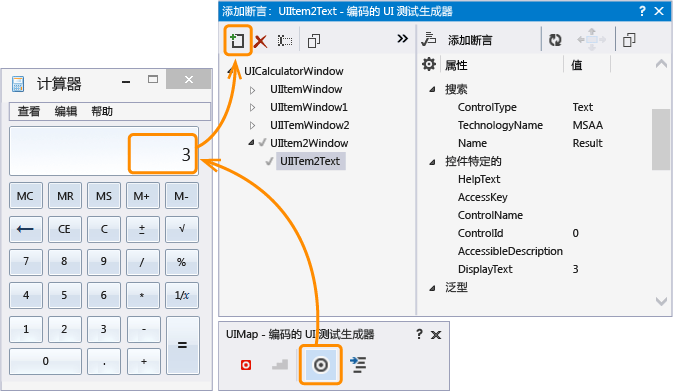 添加断言: UIItem2Text - 编码的 UI 测试生成器 ? ×
添加断言
UICalculatorWindow
UIItemWindow
UIItemWindow1
UIITemWindow2
UIItem2Window
UIITem2Text
属性 值
搜索
ControlType Text
TechnologyName MSAA
Name Result
控件特定的
HelpText
AccessKey
ControlName
ControlId 0
AccessibleDescription
DisplayText 3
泛型
计算器
查看 编辑 帮助
3
MC MR MS M+ M-
← CE C ± √
7 8 9 / %
4 5 6 * 1/x
1 2 3 - =
0 . +
UIMap - 编码的 UI 测试生成器 ? ×